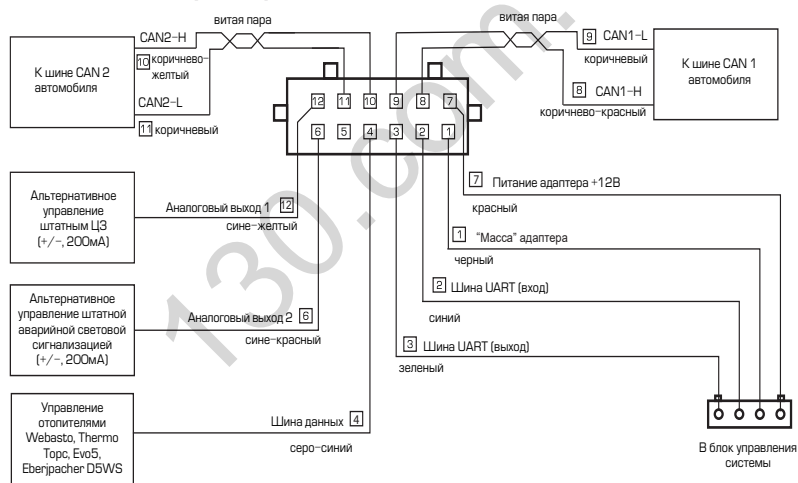 витая пара
CAN2-H
10 коричнево-
желтый
К шине CAN 2
автомобиля
CAN2-L
11 коричневый
витая пара
9 CAN1-L
коричневый
К шине CAN 1
автомобиля
8 CAN1-H
коричнево-красный
12 11 10 9 8 7
6 5 4 3 2 1
7 Питание адаптера +12В
красный
Альтернативное
управление
штатным ЦЗ
(+/-, 200мА)
Аналоговый выход 1 12
сине-желтый
1 "Масса" адаптера
черный
2 Шина UART (вход)
синий
Альтернативное
управление штатной
аварийной световой
сигнализацией
(+/-, 200мА)
Аналоговый выход 2 6
сине-красный
3 Шина UART (выход)
зеленый
Управление
отопителями
Webasto, Thermo
Topc, Evo5,
Eberjpacher D5WS
Шина данных 4
серо-синий
В блок управления
системы
130.com.